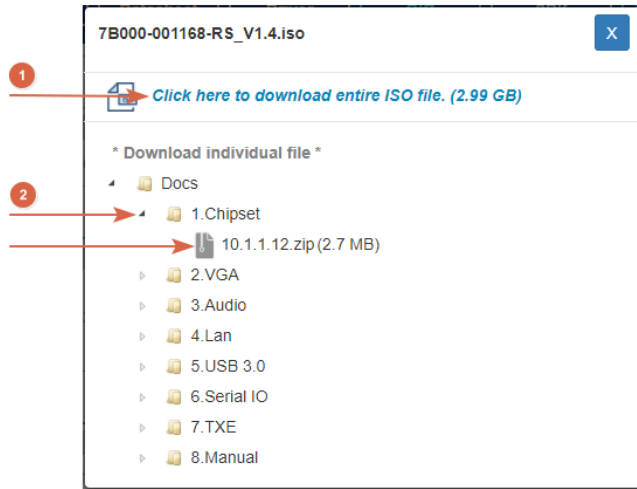 7B000-001168-RS_V1.4.iso
X
1
Click here to download entire ISO file. (2.99 GB)
* Download individual file *
Docs
2
1.Chipset
10.1.1.12.zip (2.7 MB)
2.VGA
3.Audio
4.Lan
5.USB 3.0
6.Serial IO
7.TXE
8.Manual